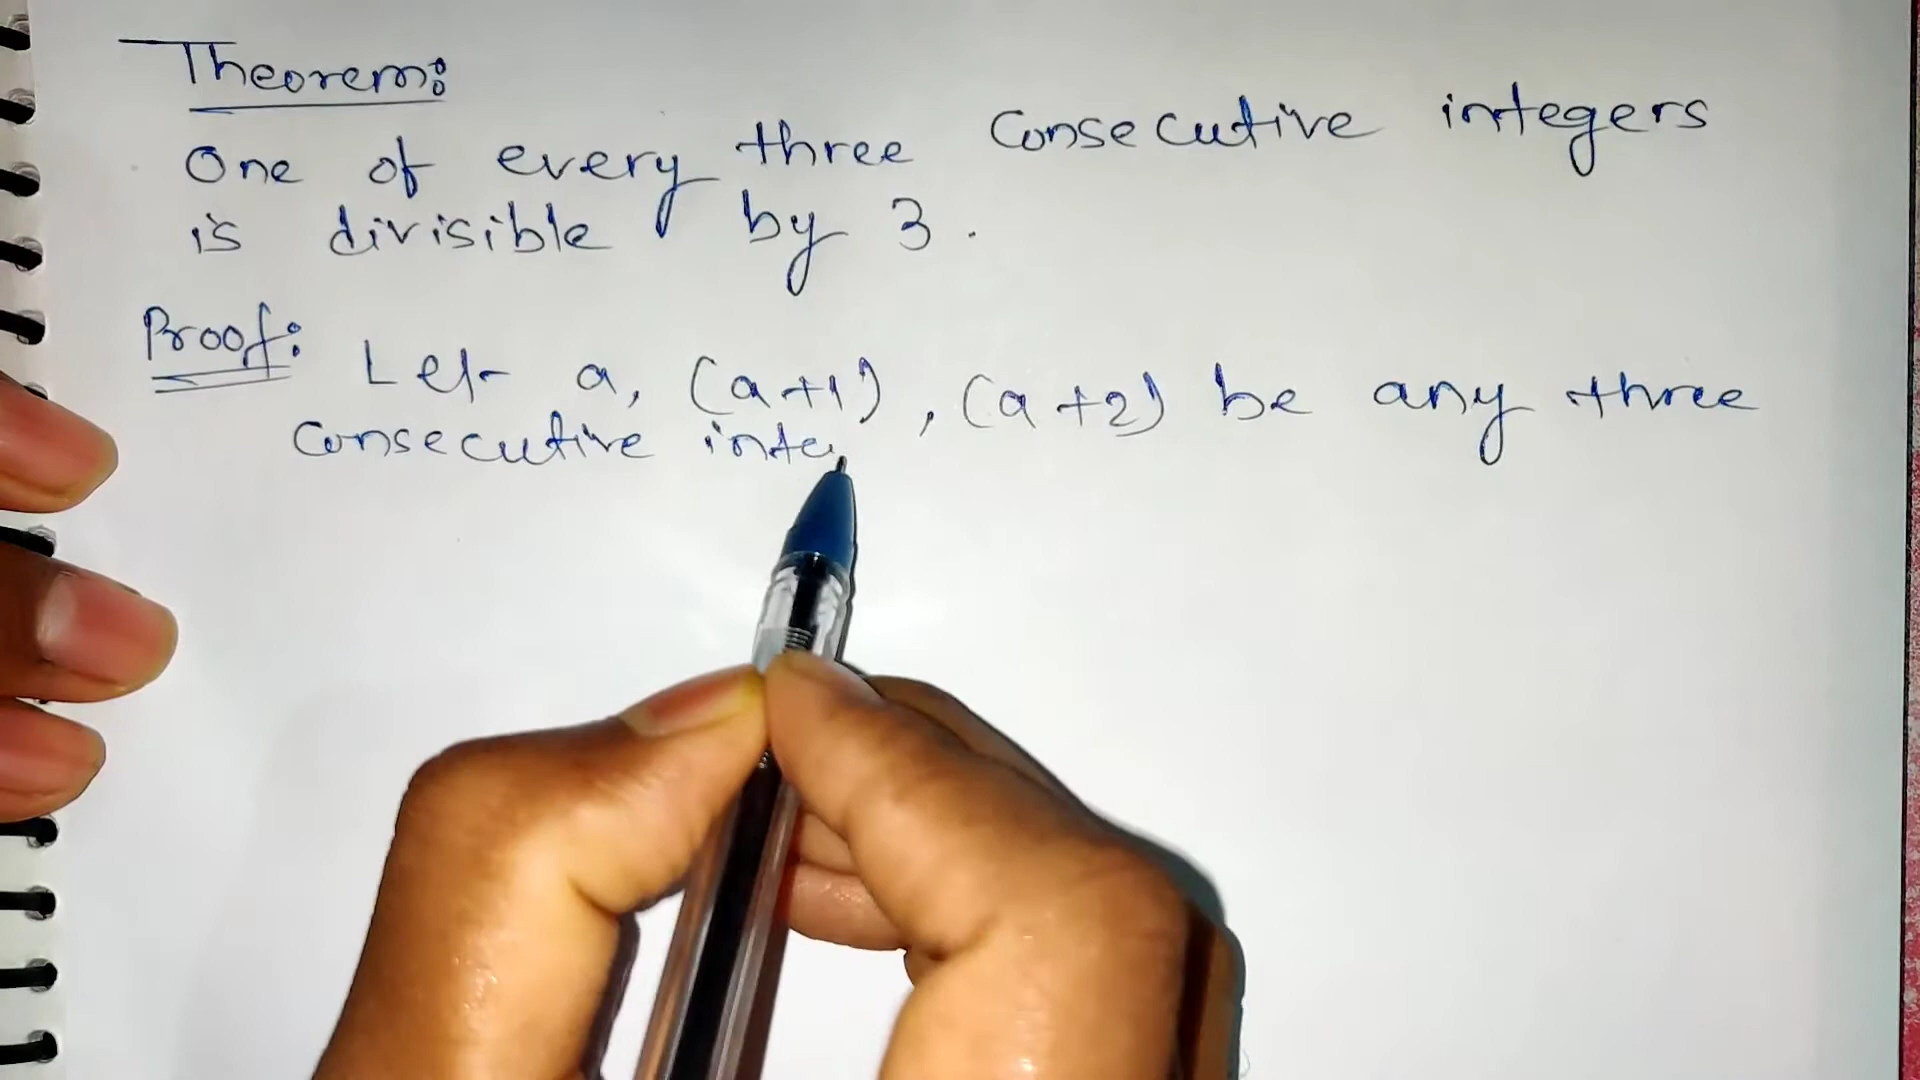 Theorem:
One of every three consecutive integers
is divisible by 3.
Proof: Let a, (a+1), (a+2) be any three
consecutive inte